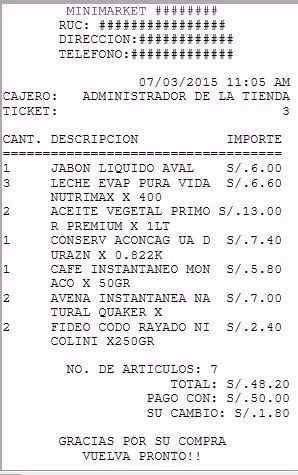 MINIMARKET ########
RUC: ################
DIRECCION:############
TELEFONO:#############
07/03/2015 11:05 AM
CAJERO: ADMINISTRADOR DE LA TIENDA
TICKET: 3
CANT. DESCRIPCION IMPORTE
===================================
1 JABON LIQUIDO AVAL S/.6.00
3 LECHE EVAP PURA VIDA S/.6.60
NUTRIMAX X 400
2 ACEITE VEGETAL PRIMO S/.13.00
R PREMIUM X 1LT
1 CONSERV ACONCAG UA D S/.7.40
URAZN X 0.822K
1 CAFE INSTANTANEO MON S/.5.80
ACO X 50GR
2 AVENA INSTANTANEA NA S/.7.00
TURAL QUAKER X
2 FIDEO CODO RAYADO NI S/.2.40
COLINI X250GR
NO. DE ARTICULOS: 7
TOTAL: S/.48.20
PAGO CON: S/.50.00
SU CAMBIO: S/.1.80
GRACIAS POR SU COMPRA
VUELVA PRONTO!!